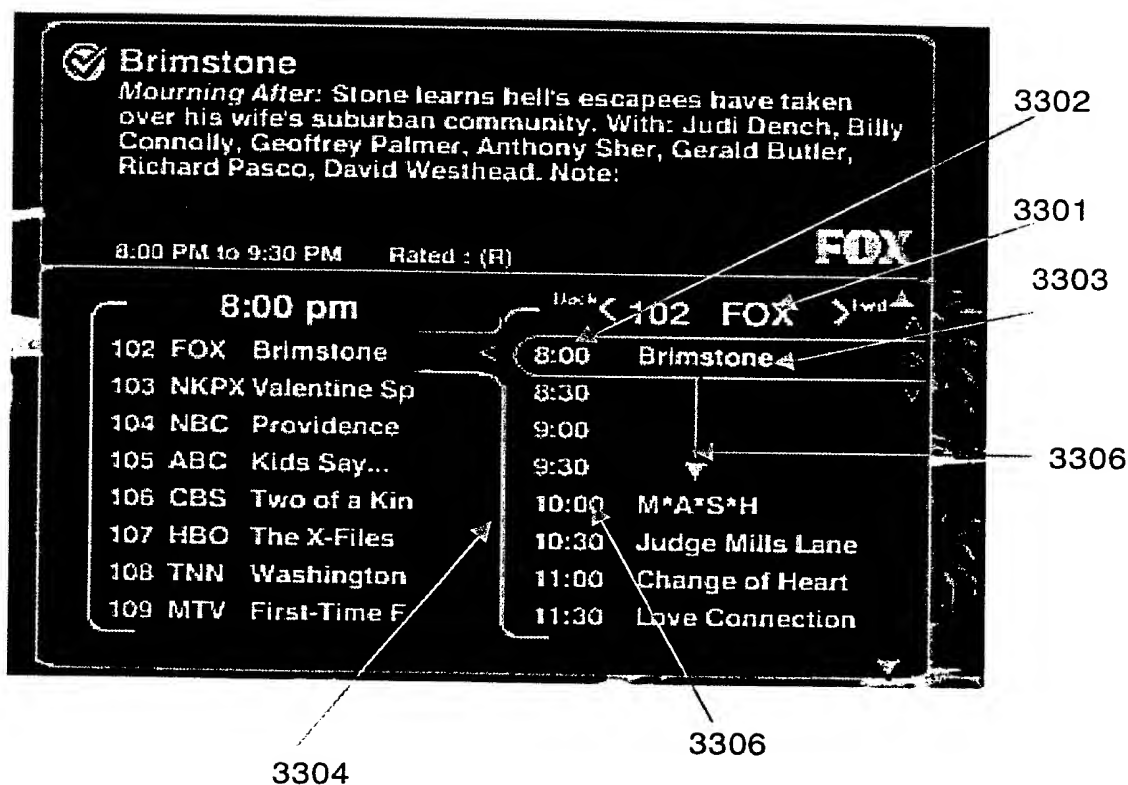 Brimstone
Mourning After: Stone learns hell's escapees have taken
over his wife's suburban community. With: Judi Dench, Billy
Connolly, Geoffrey Palmer, Anthony Sher, Gerald Butler,
Richard Pasco, David Westhead. Note:
8:00 PM to 9:30 PM Rated : (R)
FOX
8:00 pm
102 FOX Brimstone
103 NKPX Valentine Sp
104 NBC Providence
105 ABC Kids Say...
106 CBS Two of a Kin
107 HBO The X-Files
108 TNN Washington
109 MTV First-Time F
Back < 102 FOX > Fwd
8:00 Brimstone
8:30
9:00
9:30
10:00 M*A*S*H
10:30 Judge Mills Lane
11:00 Change of Heart
11:30 Love Connection
3302
3301
3303
3306
3306
3304